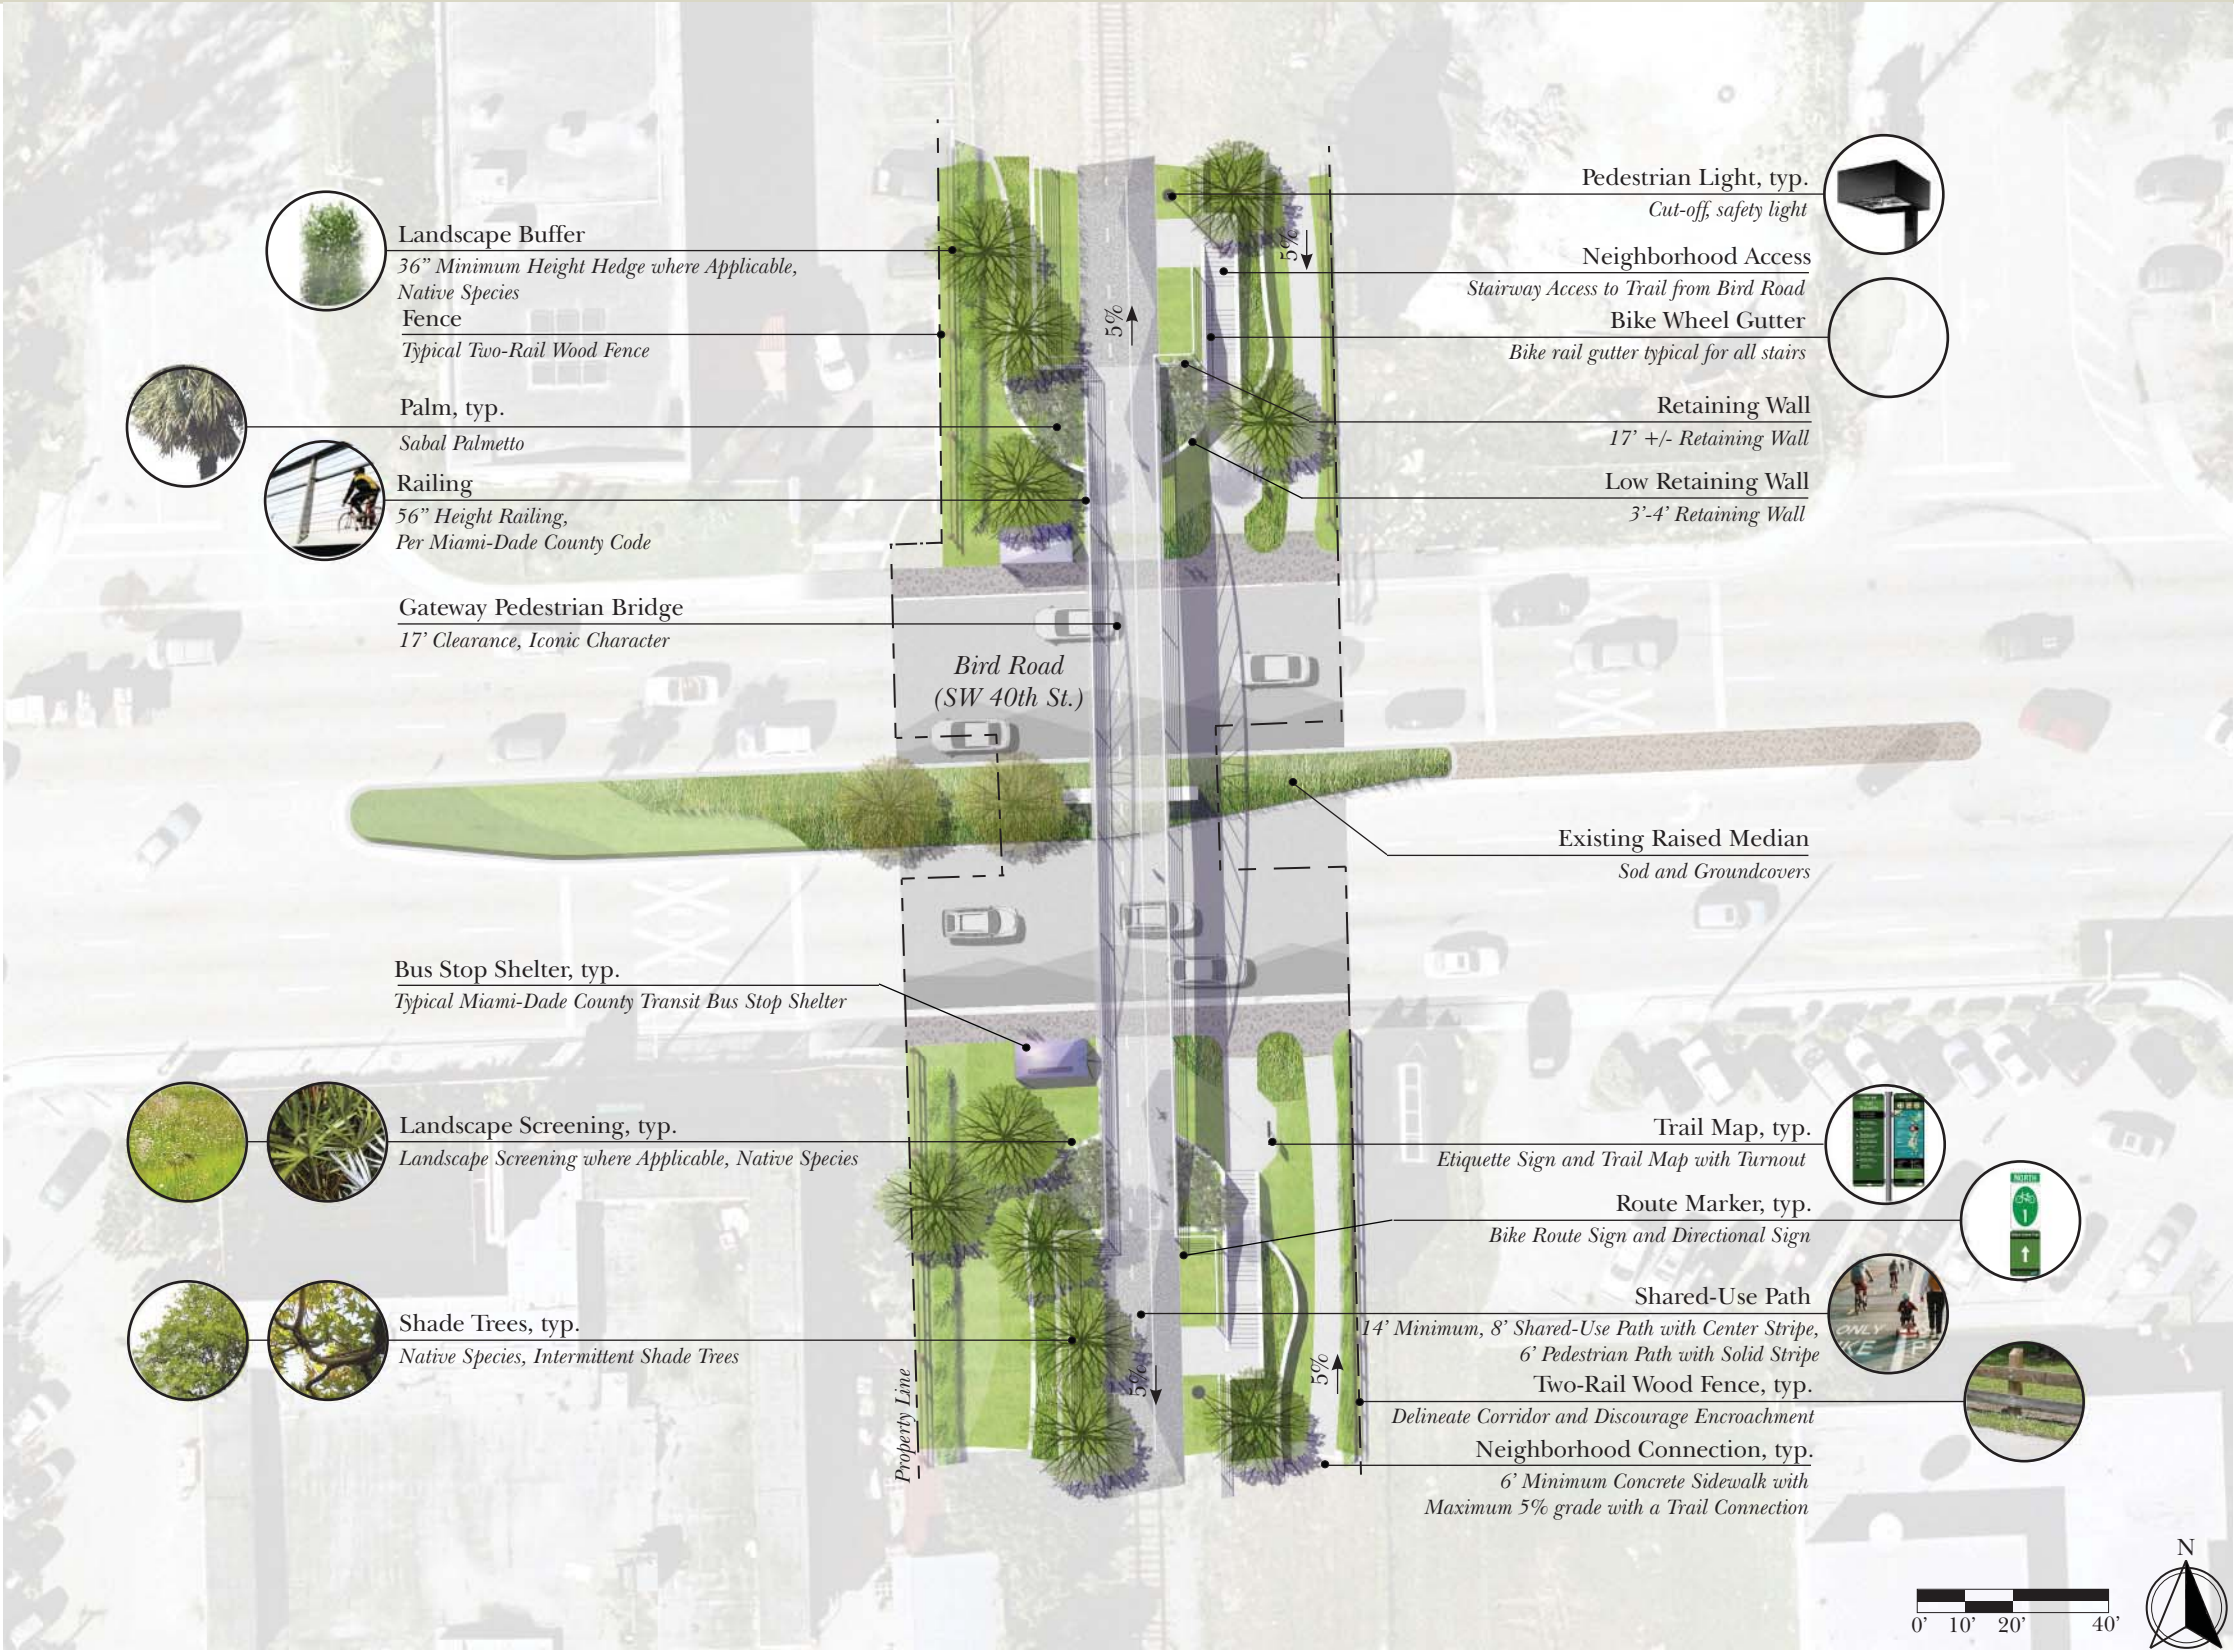 Landscape Buffer
36” Minimum Height Hedge where Applicable,
Native Species
Fence
Typical Two-Rail Wood Fence
Palm, typ.
Sabal Palmetto
Railing
56” Height Railing,
Per Miami-Dade County Code
Gateway Pedestrian Bridge
17’ Clearance, Iconic Character
Bus Stop Shelter, typ.
Typical Miami-Dade County Transit Bus Stop Shelter
Landscape Screening, typ.
Landscape Screening where Applicable, Native Species
Shade Trees, typ.
Native Species, Intermittent Shade Trees
5%
5%
Bird Road
(SW 40th St.)
5%
5%
Property Line
Pedestrian Light, typ.
Cut-off, safety light
Neighborhood Access
Stairway Access to Trail from Bird Road
Bike Wheel Gutter
Bike rail gutter typical for all stairs
Retaining Wall
17’ +/- Retaining Wall
Low Retaining Wall
3’-4’ Retaining Wall
Existing Raised Median
Sod and Groundcovers
Trail Map, typ.
Etiquette Sign and Trail Map with Turnout
Route Marker, typ.
Bike Route Sign and Directional Sign
NORTH
1
Shared-Use Path
14’ Minimum, 8’ Shared-Use Path with Center Stripe,
6’ Pedestrian Path with Solid Stripe
ONLY
Two-Rail Wood Fence, typ.
Delineate Corridor and Discourage Encroachment
Neighborhood Connection, typ.
6’ Minimum Concrete Sidewalk with
Maximum 5% grade with a Trail Connection
N
0’ 10’ 20’ 40’